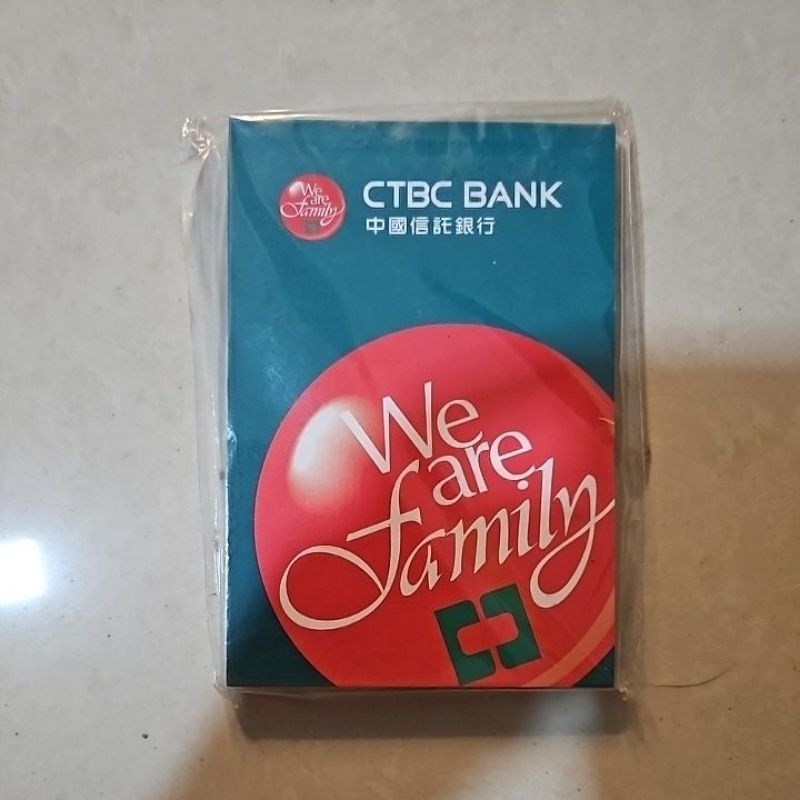 We
are
Family
CTBC BANK
中國信託銀行
We
are
Family